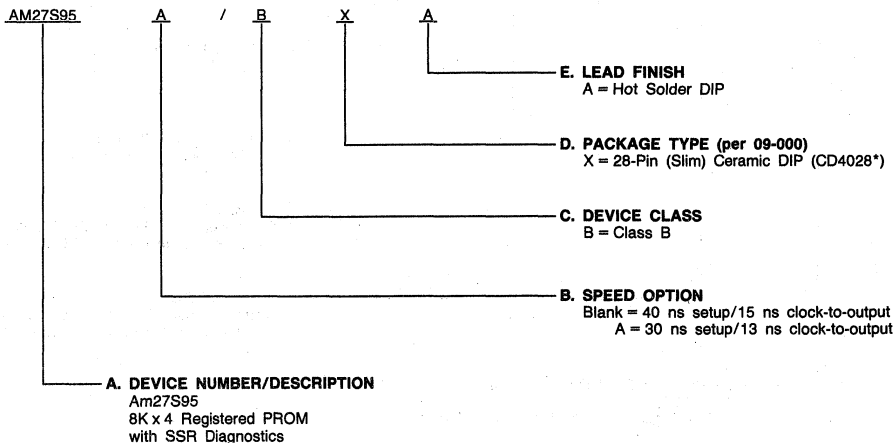 AM27S95 A / B X A
E. LEAD FINISH
A = Hot Solder DIP
D. PACKAGE TYPE (per 09-000)
X = 28-Pin (Slim) Ceramic DIP (CD4028*)
C. DEVICE CLASS
B = Class B
B. SPEED OPTION
Blank = 40 ns setup/15 ns clock-to-output
A = 30 ns setup/13 ns clock-to-output
A. DEVICE NUMBER/DESCRIPTION
Am27S95
8K x 4 Registered PROM
with SSR Diagnostics